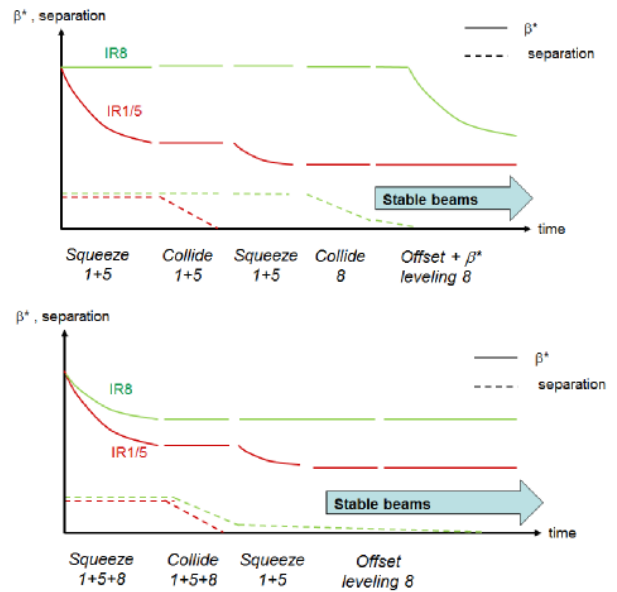 β* , separation
β*
separation
IR8
IR1/5
Stable beams
time
Squeeze
1+5
Collide
1+5
Squeeze
1+5
Collide
8
Offset + β*
leveling 8
β* , separation
β*
separation
IR8
IR1/5
Stable beams
time
Squeeze
1+5+8
Collide
1+5+8
Squeeze
1+5
Offset
leveling 8